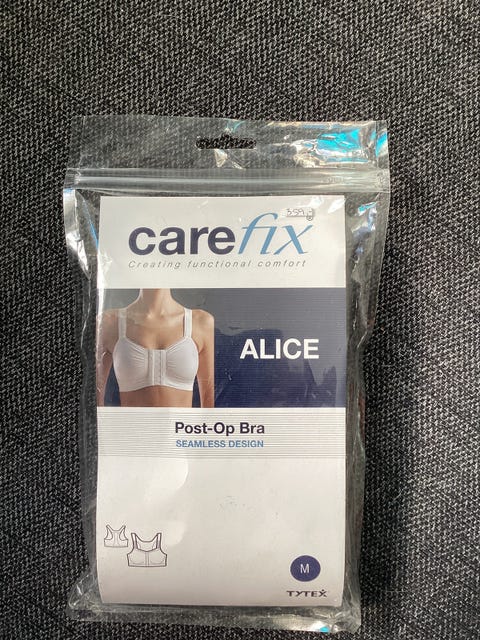 carefix
Creating functional comfort
ALICE
Post-Op Bra
SEAMLESS DESIGN
M
TYTEX